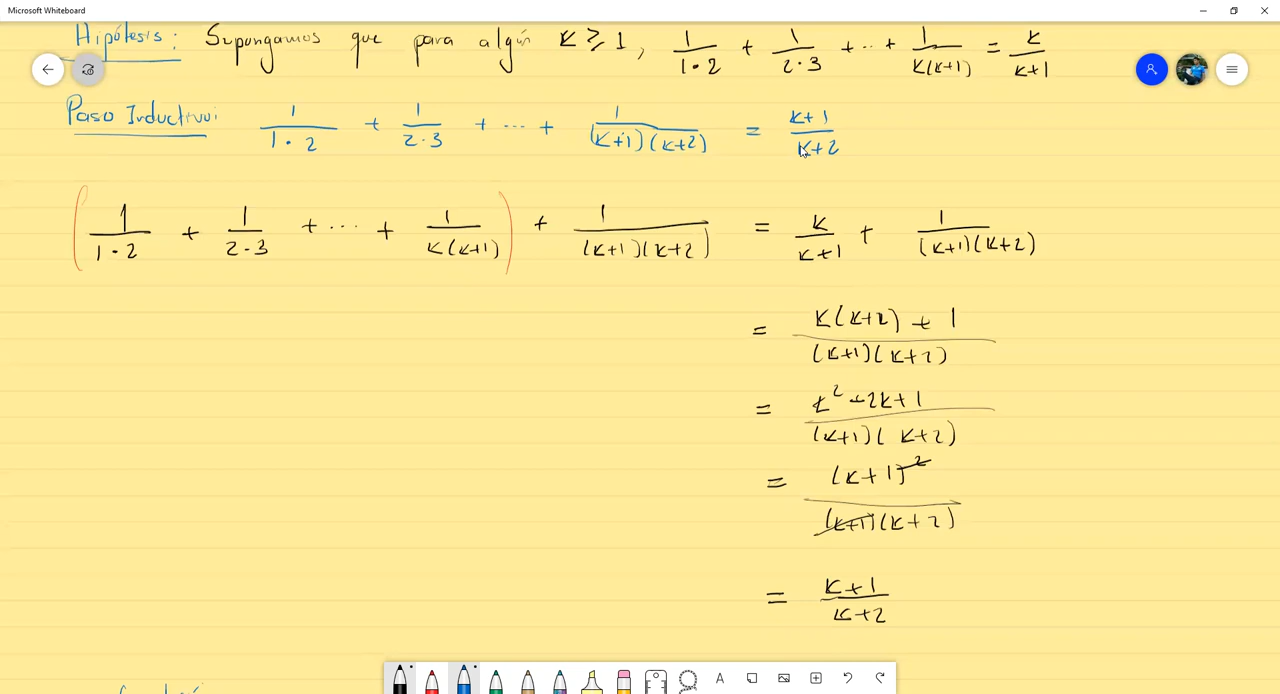 Microsoft Whiteboard
Hipótesis: Supongamos que para algún K ≥ 1, 1/(1·2) + 1/(2·3) + ·· + 1/(K(K+1)) = K/(K+1)
Paso Inductivo: 1/(1·2) + 1/(2·3) + ··· + 1/((K+1)(K+2)) = (K+1)/(K+2)
(1/(1·2) + 1/(2·3) + ··· + 1/(K(K+1))) + 1/((K+1)(K+2)) = K/(K+1) + 1/((K+1)(K+2))
= (K(K+2) + 1)/((K+1)(K+2))
= (K² + 2K + 1)/((K+1)(K+2))
= (K+1)²/((K+1)(K+2))
= (K+1)/(K+2)
A